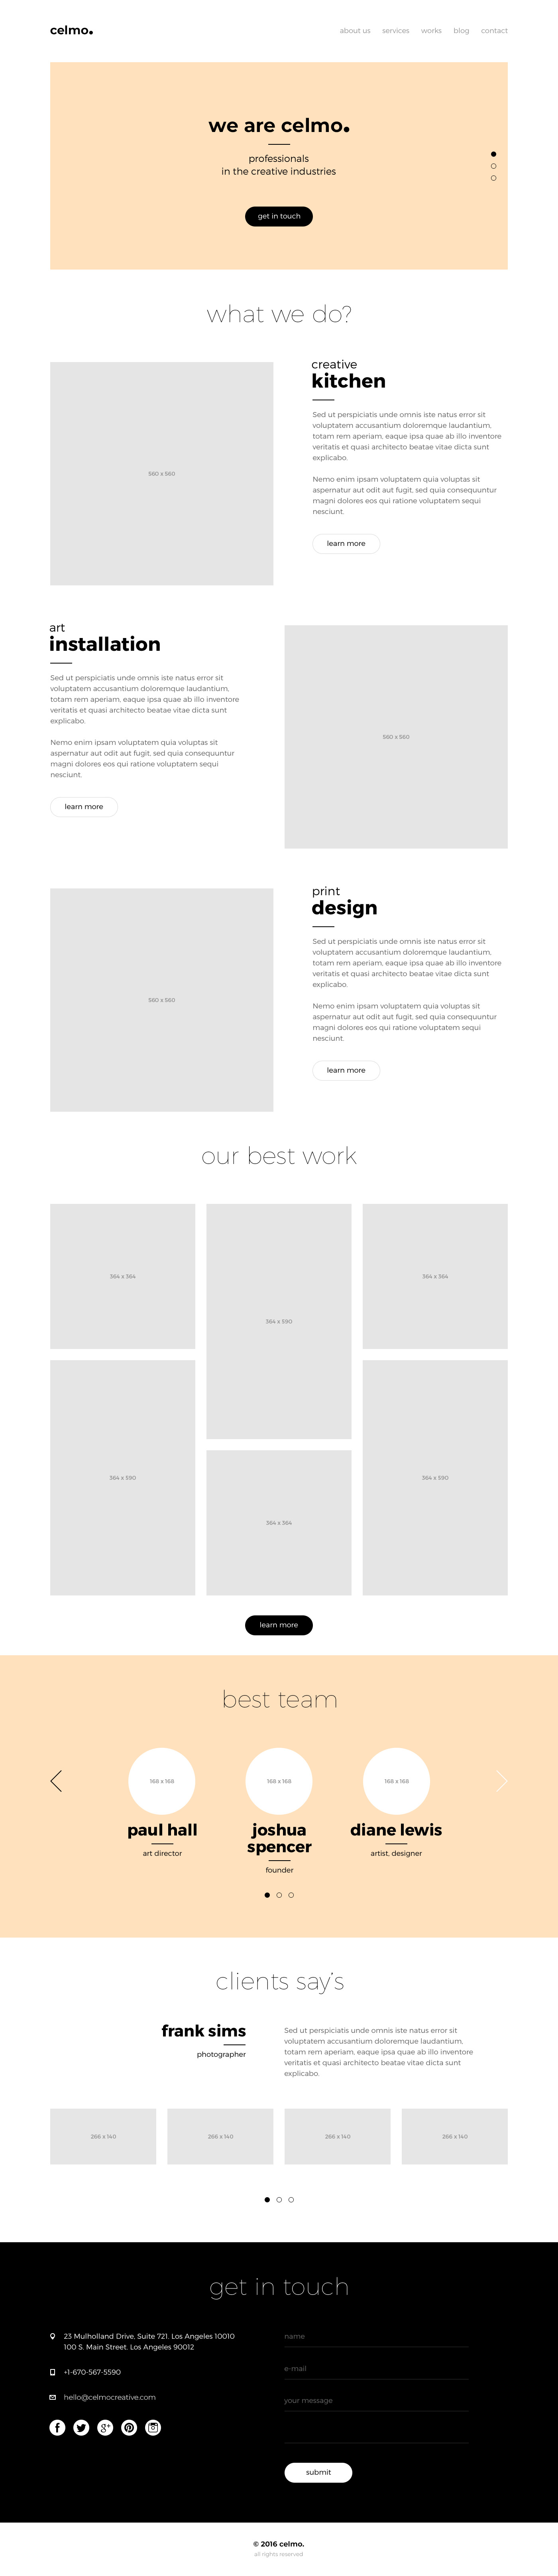 celmo.
about us services works blog contact
we are celmo.
professionals
in the creative industries
get in touch
what we do?
560 x 560
creative
kitchen
Sed ut perspiciatis unde omnis iste natus error sit
voluptatem accusantium doloremque laudantium,
totam rem aperiam, eaque ipsa quae ab illo inventore
veritatis et quasi architecto beatae vitae dicta sunt
explicabo.
Nemo enim ipsam voluptatem quia voluptas sit
aspernatur aut odit aut fugit, sed quia consequuntur
magni dolores eos qui ratione voluptatem sequi
nesciunt.
learn more
art
installation
Sed ut perspiciatis unde omnis iste natus error sit
voluptatem accusantium doloremque laudantium,
totam rem aperiam, eaque ipsa quae ab illo inventore
veritatis et quasi architecto beatae vitae dicta sunt
explicabo.
Nemo enim ipsam voluptatem quia voluptas sit
aspernatur aut odit aut fugit, sed quia consequuntur
magni dolores eos qui ratione voluptatem sequi
nesciunt.
learn more
560 x 560
560 x 560
print
design
Sed ut perspiciatis unde omnis iste natus error sit
voluptatem accusantium doloremque laudantium,
totam rem aperiam, eaque ipsa quae ab illo inventore
veritatis et quasi architecto beatae vitae dicta sunt
explicabo.
Nemo enim ipsam voluptatem quia voluptas sit
aspernatur aut odit aut fugit, sed quia consequuntur
magni dolores eos qui ratione voluptatem sequi
nesciunt.
learn more
our best work
364 x 364
364 x 590
364 x 364
364 x 590
364 x 364
364 x 590
learn more
best team
168 x 168
paul hall
art director
168 x 168
joshua
spencer
founder
168 x 168
diane lewis
artist, designer
clients say's
frank sims
photographer
Sed ut perspiciatis unde omnis iste natus error sit
voluptatem accusantium doloremque laudantium,
totam rem aperiam, eaque ipsa quae ab illo inventore
veritatis et quasi architecto beatae vitae dicta sunt
explicabo.
266 x 140
266 x 140
266 x 140
266 x 140
get in touch
23 Mulholland Drive, Suite 721. Los Angeles 10010
100 S. Main Street. Los Angeles 90012
+1-670-567-5590
hello@celmocreative.com
name
e-mail
your message
submit
© 2016 celmo.
all rights reserved